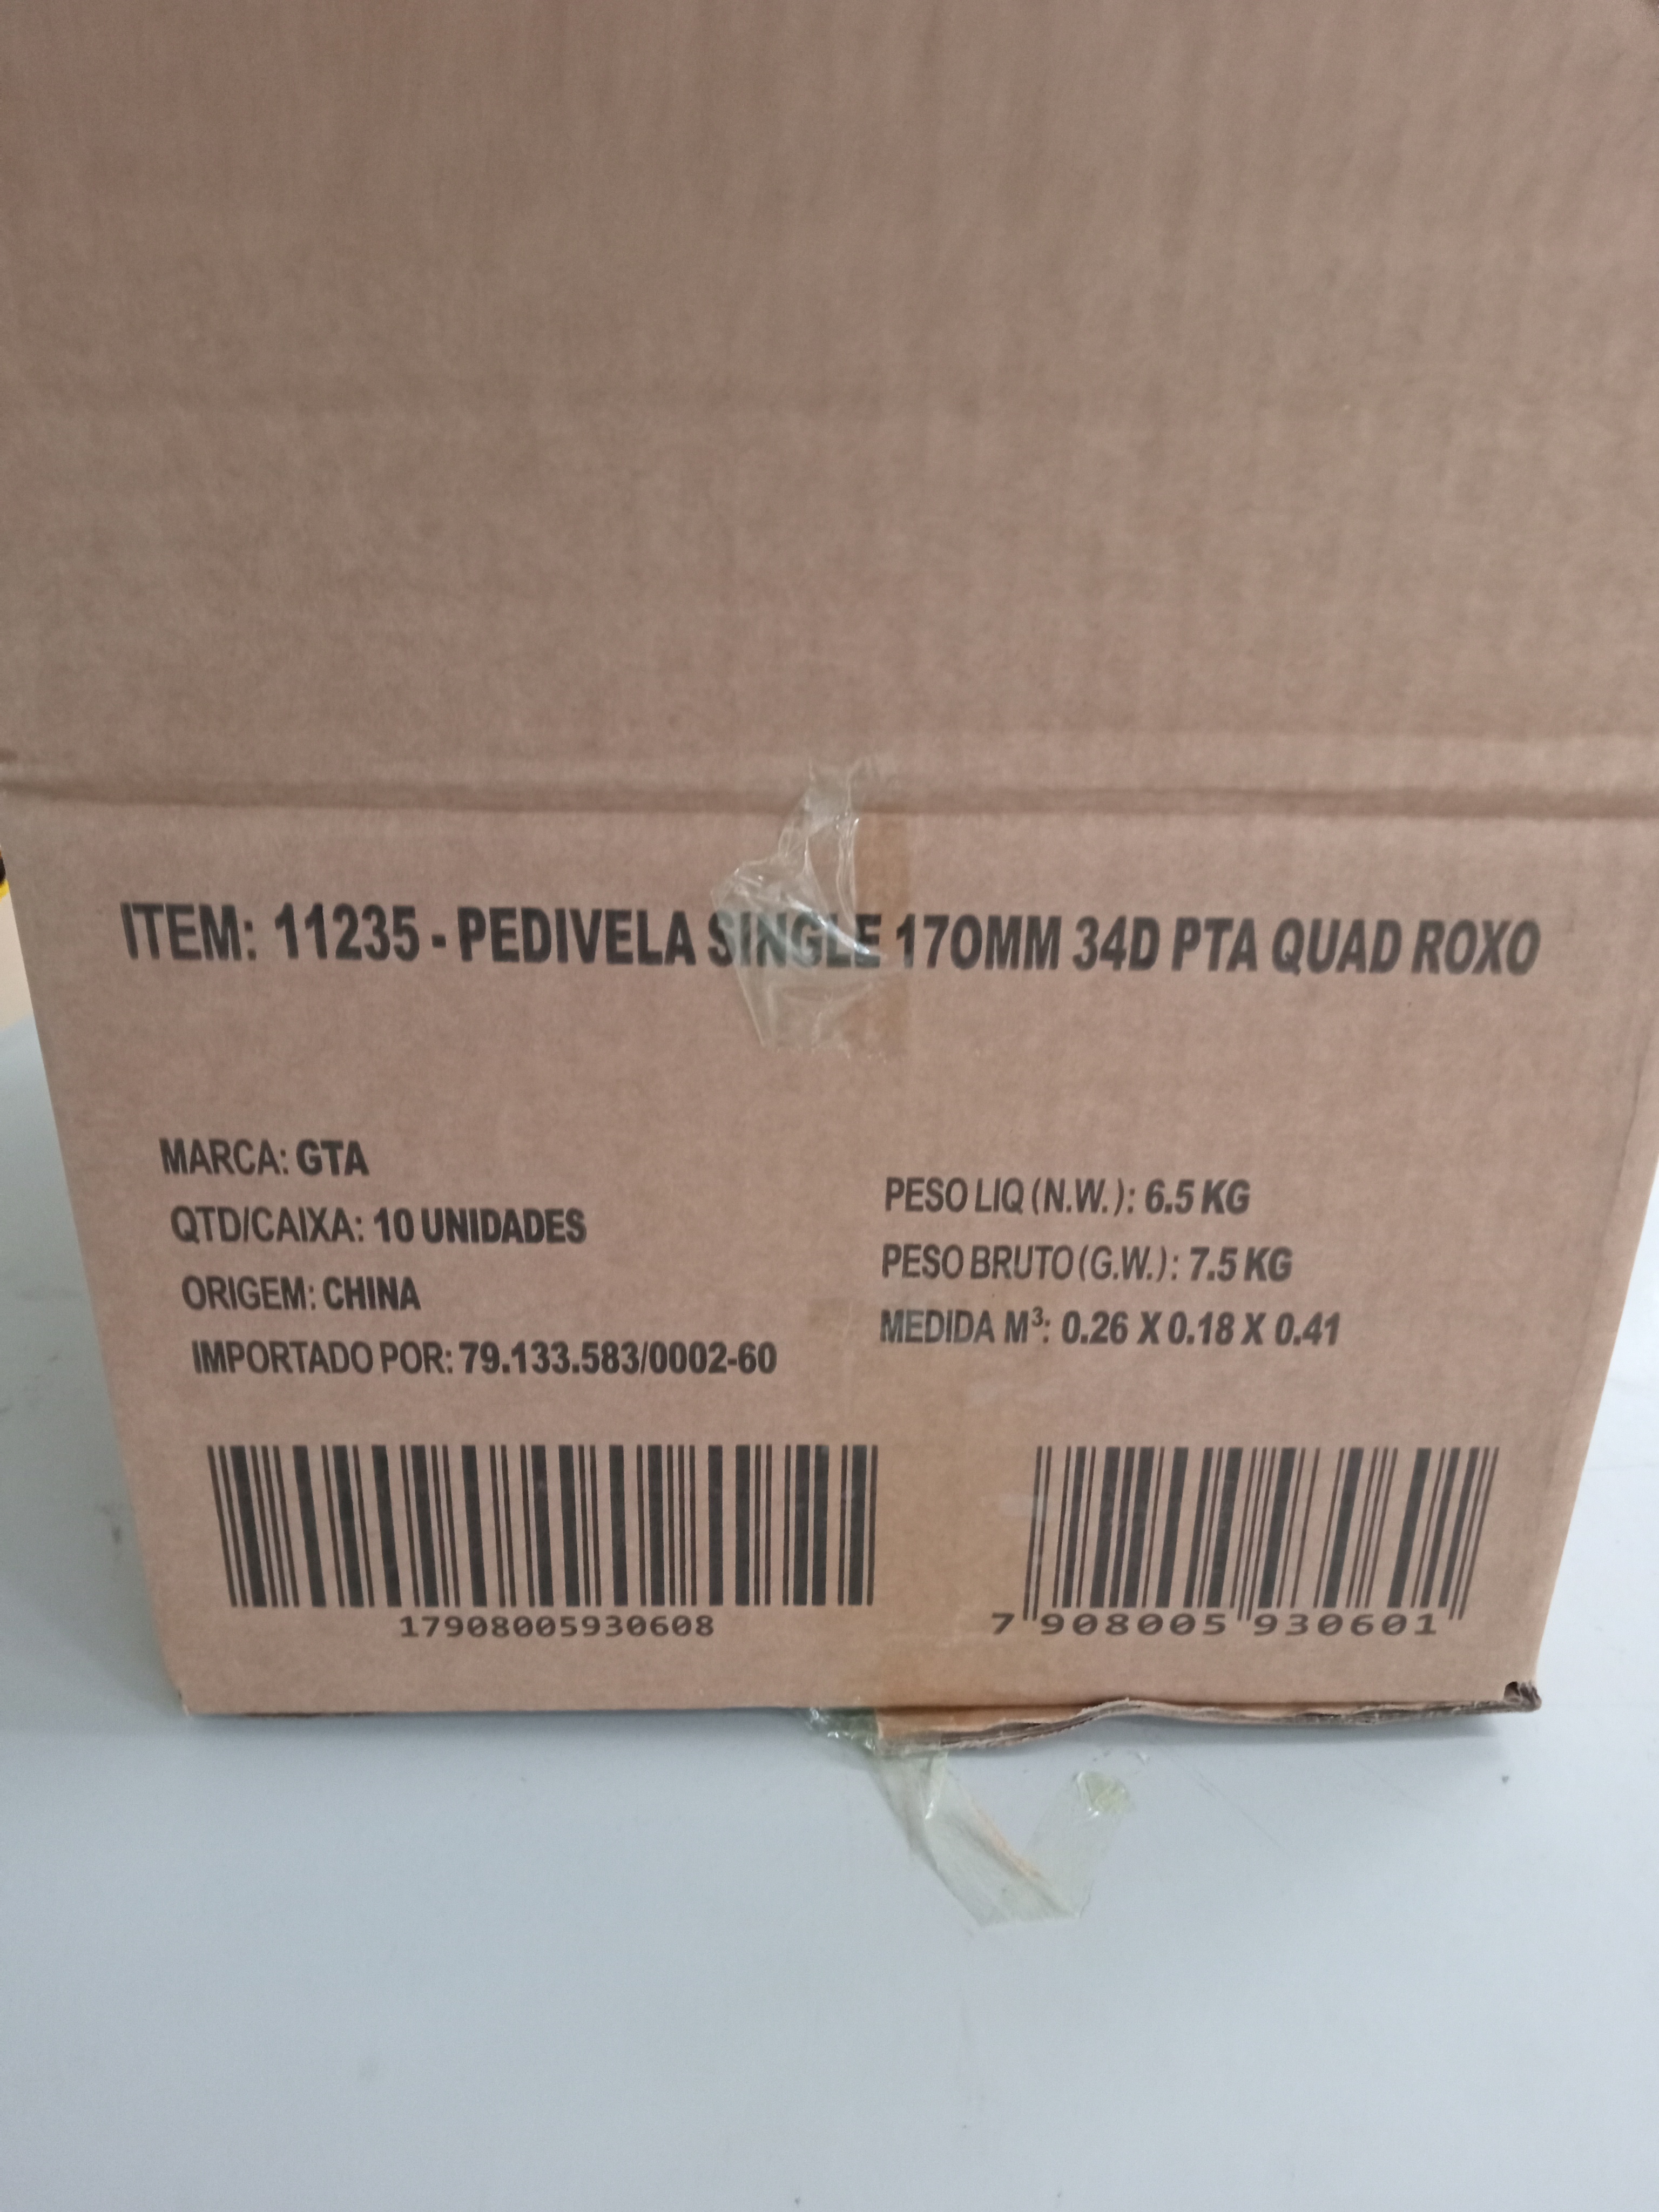 ITEM: 11235 - PEDIVELA SINGLE 170MM 34D PTA QUAD ROXO
MARCA: GTA
QTD/CAIXA: 10 UNIDADES
ORIGEM: CHINA
IMPORTADO POR: 79.133.583/0002-60
PESO LIQ (N.W.): 6.5 KG
PESO BRUTO (G.W.): 7.5 KG
MEDIDA M³: 0.26 X 0.18 X 0.41
17908005930608
7 908005 930601